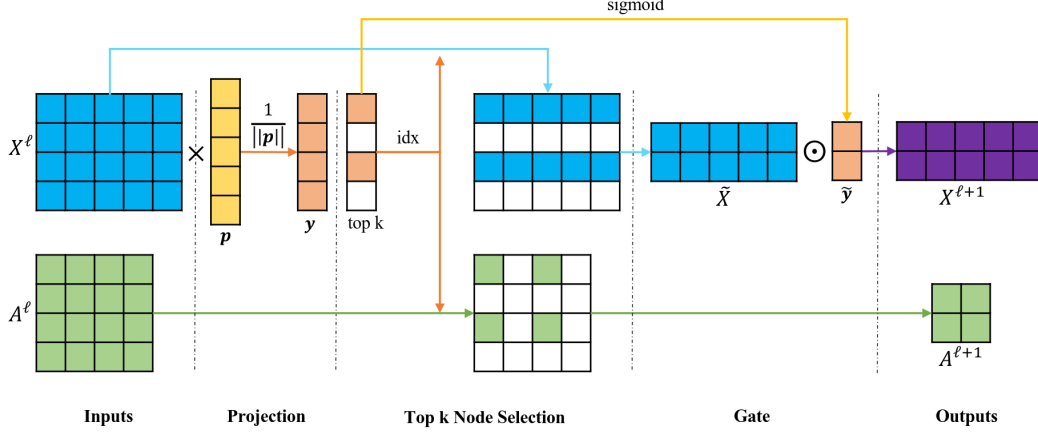 sigmoid
X^ℓ
×
1
||p||
idx
p
y
top k
X̃
⊙
ỹ
X^{ℓ+1}
A^ℓ
A^{ℓ+1}
Inputs
Projection
Top k Node Selection
Gate
Outputs